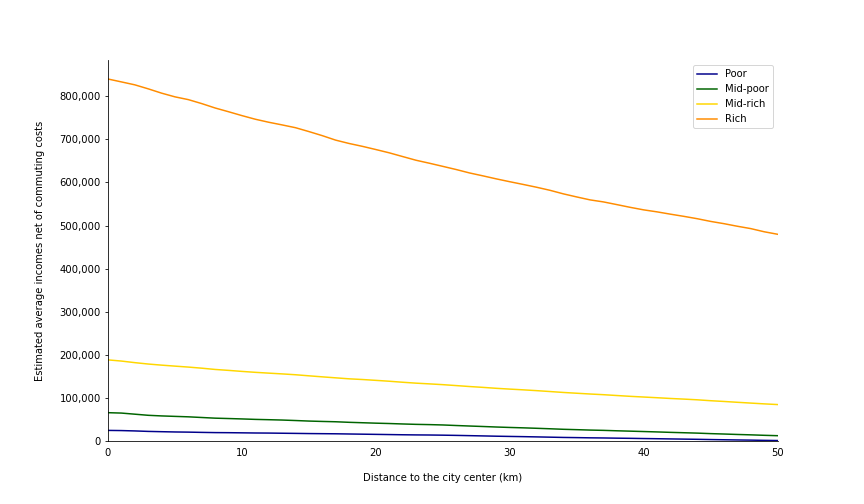 Estimated average incomes net of commuting costs
800,000
700,000
600,000
500,000
400,000
300,000
200,000
100,000
0
0 10 20 30 40 50
Distance to the city center (km)
Poor
Mid-poor
Mid-rich
Rich